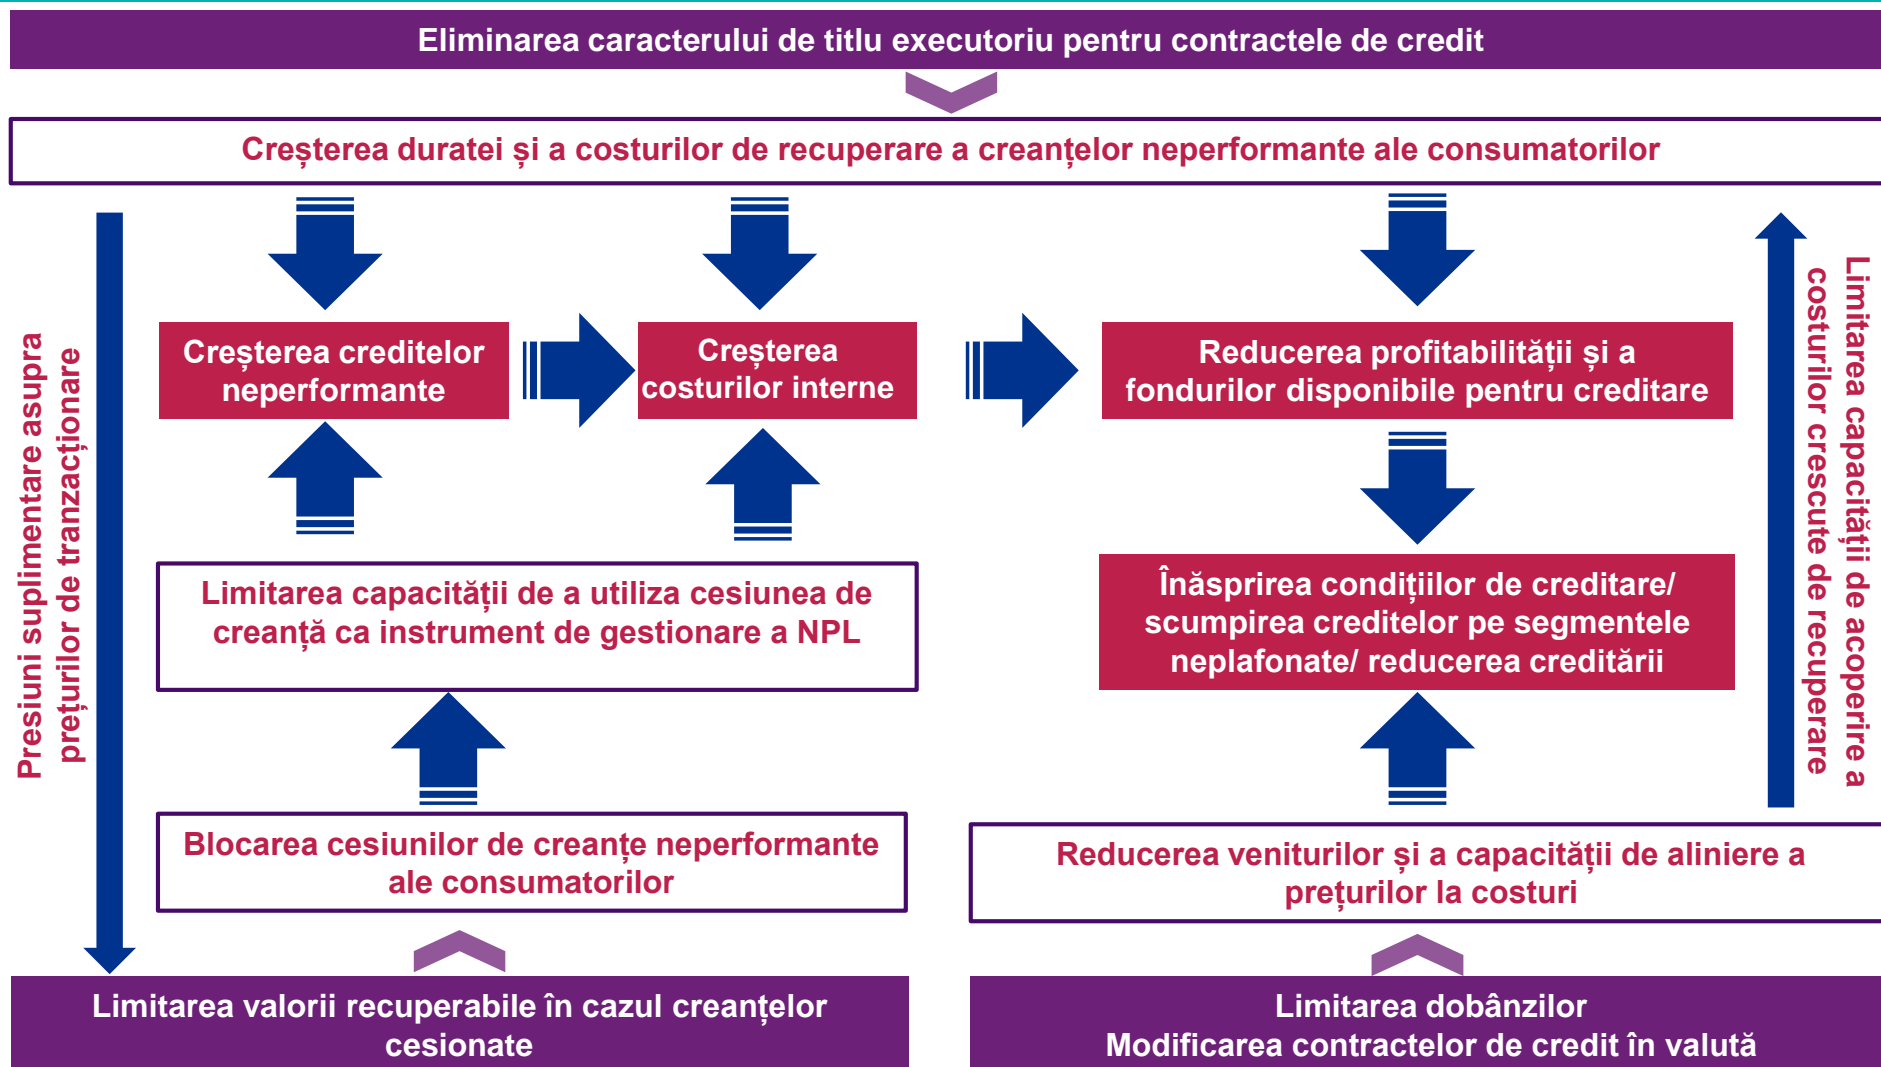 Eliminarea caracterului de titlu executoriu pentru contractele de credit
Creșterea duratei și a costurilor de recuperare a creanțelor neperformante ale consumatorilor
Presiuni suplimentare asupra
prețurilor de tranzacționare
Creșterea creditelor
neperformante
Creșterea
costurilor interne
Reducerea profitabilității și a
fondurilor disponibile pentru creditare
Limitarea capacității de acoperire a
costurilor crescute de recuperare
Limitarea capacității de a utiliza cesiunea de
creanță ca instrument de gestionare a NPL
Înăsprirea condițiilor de creditare/
scumpirea creditelor pe segmentele
neplafonate/ reducerea creditării
Blocarea cesiunilor de creanțe neperformante
ale consumatorilor
Reducerea veniturilor și a capacității de aliniere a
prețurilor la costuri
Limitarea valorii recuperabile în cazul creanțelor
cesionate
Limitarea dobânzilor
Modificarea contractelor de credit în valută